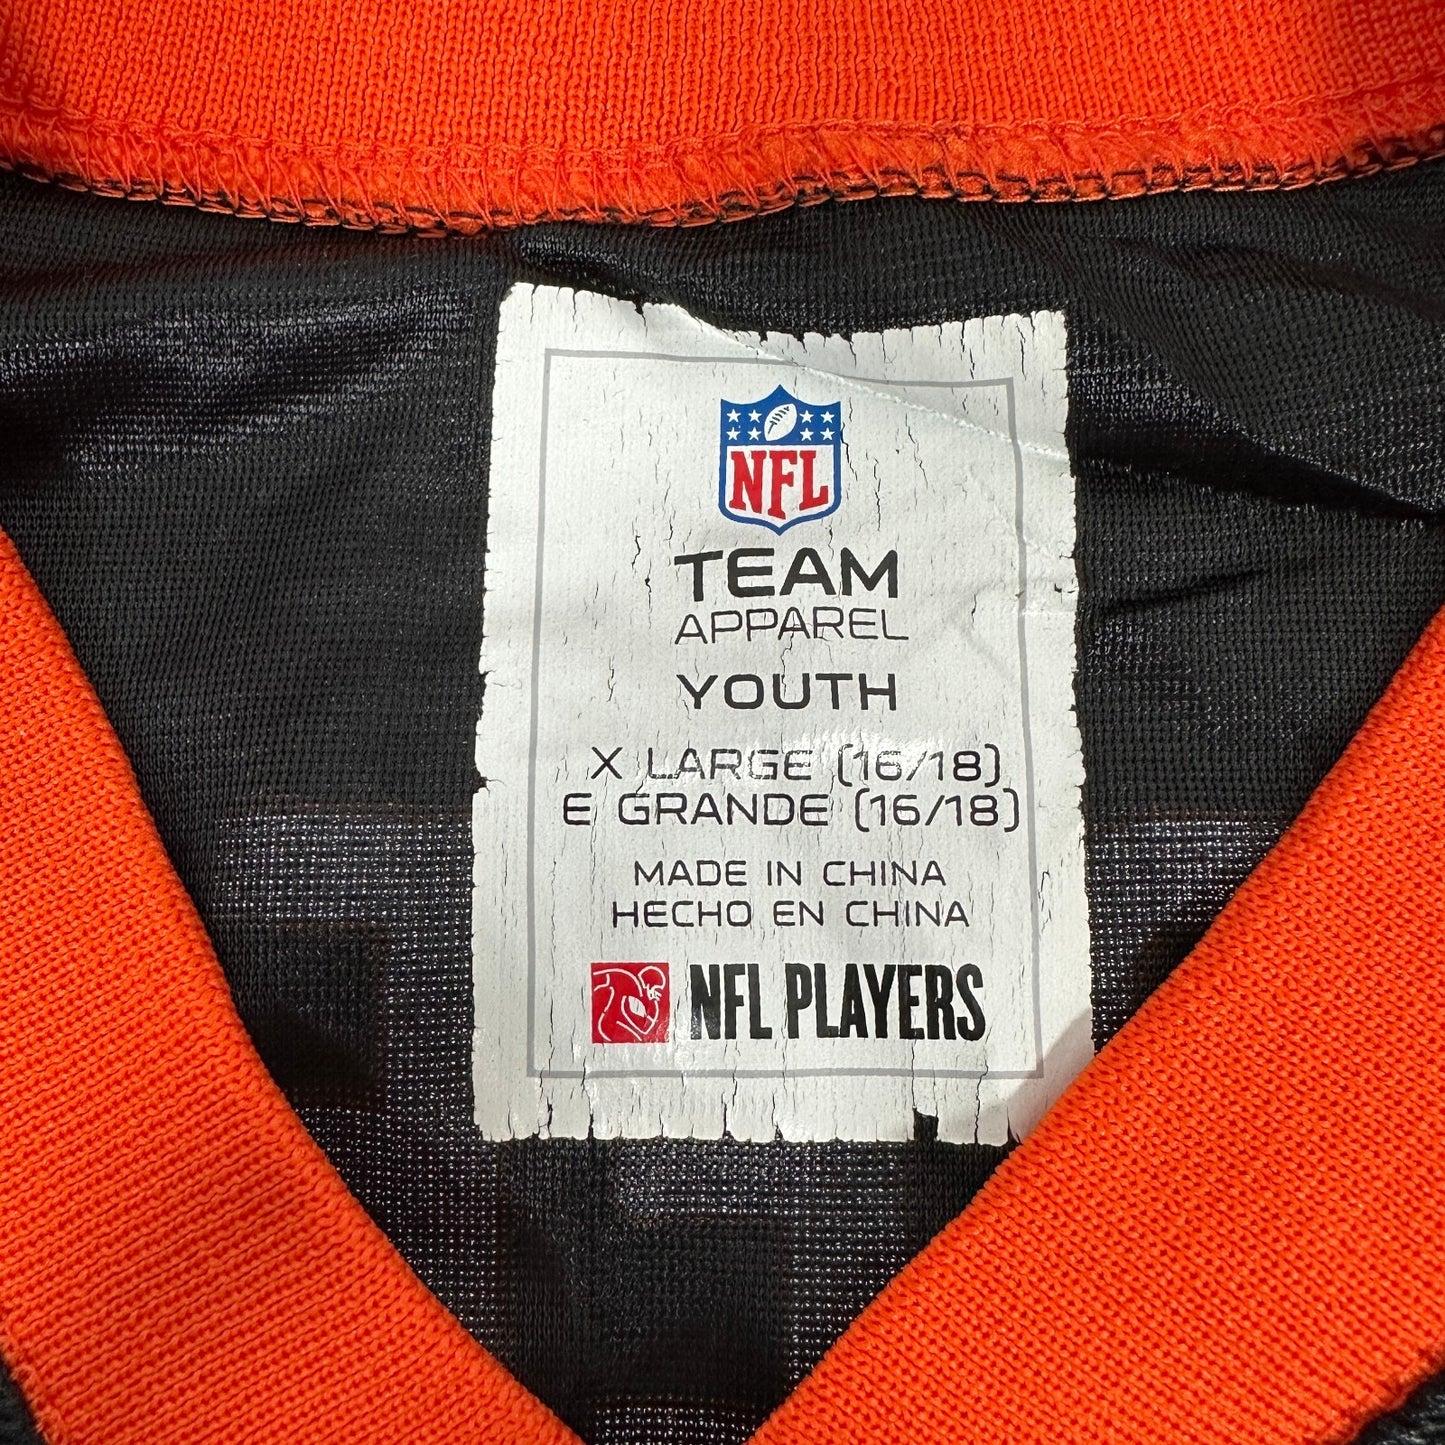 NFL
TEAM
APPAREL
YOUTH
X LARGE (16/18)
E GRANDE (16/18)
MADE IN CHINA
HECHO EN CHINA
NFL PLAYERS